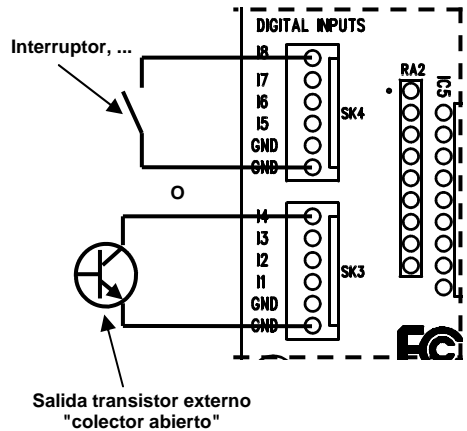 DIGITAL INPUTS
Interruptor, ...
I8
I7
I6
I5
GND
GND
SK4
RA2
IC5
O
I4
I3
I2
I1
GND
GND
SK3
FC
Salida transistor externo
"colector abierto"